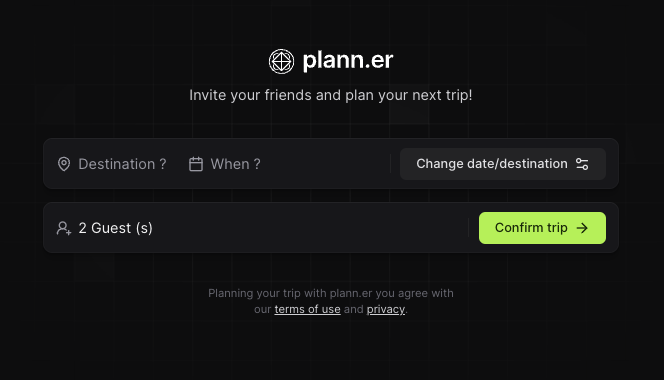 plann.er
Invite your friends and plan your next trip!
Destination ? When ? Change date/destination
2 Guest (s) Confirm trip
Planning your trip with plann.er you agree with
our terms of use and privacy.